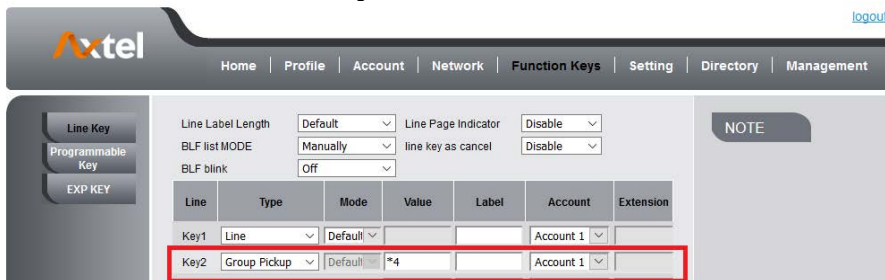 logout
Axtel
Home | Profile | Account | Network | Function Keys | Setting | Directory | Management
Line Key
Programmable Key
EXP KEY
Line Label Length Default Line Page Indicator Disable
BLF list MODE Manually line key as cancel Disable
BLF blink Off
NOTE
Line Type Mode Value Label Account Extension
Key1 Line Default Account 1
Key2 Group Pickup Default *4 Account 1